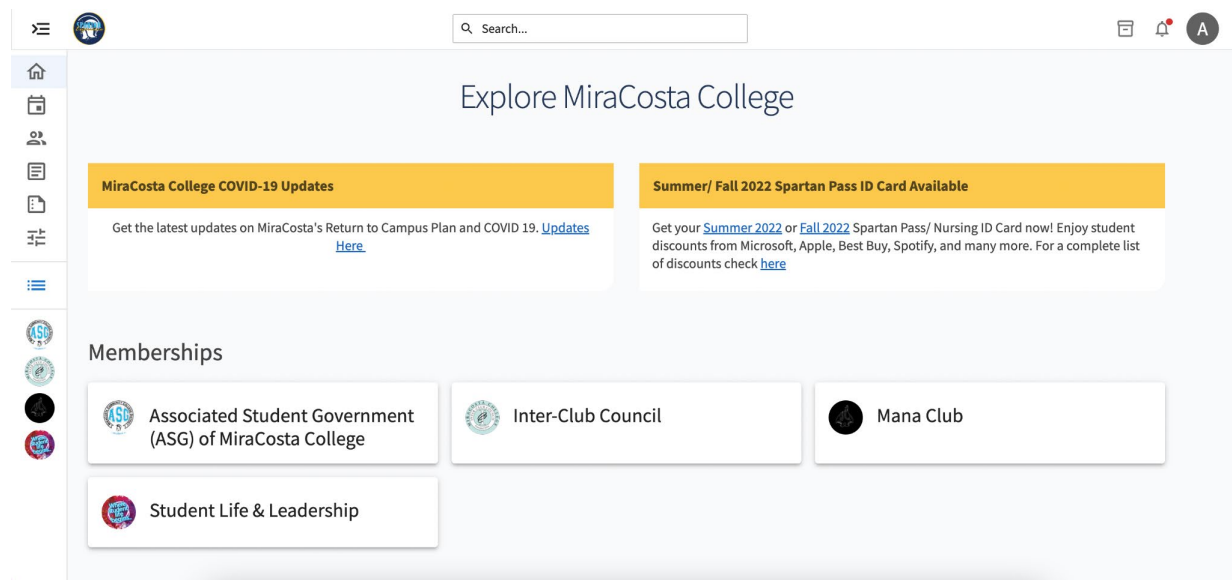 Search...
A
Explore MiraCosta College
MiraCosta College COVID-19 Updates
Get the latest updates on MiraCosta's Return to Campus Plan and COVID 19. Updates
Here
Summer/ Fall 2022 Spartan Pass ID Card Available
Get your Summer 2022 or Fall 2022 Spartan Pass/ Nursing ID Card now! Enjoy student
discounts from Microsoft, Apple, Best Buy, Spotify, and many more. For a complete list
of discounts check here
ASG
Memberships
ASG
Associated Student Government
(ASG) of MiraCosta College
Inter-Club Council
Mana Club
Student Life & Leadership